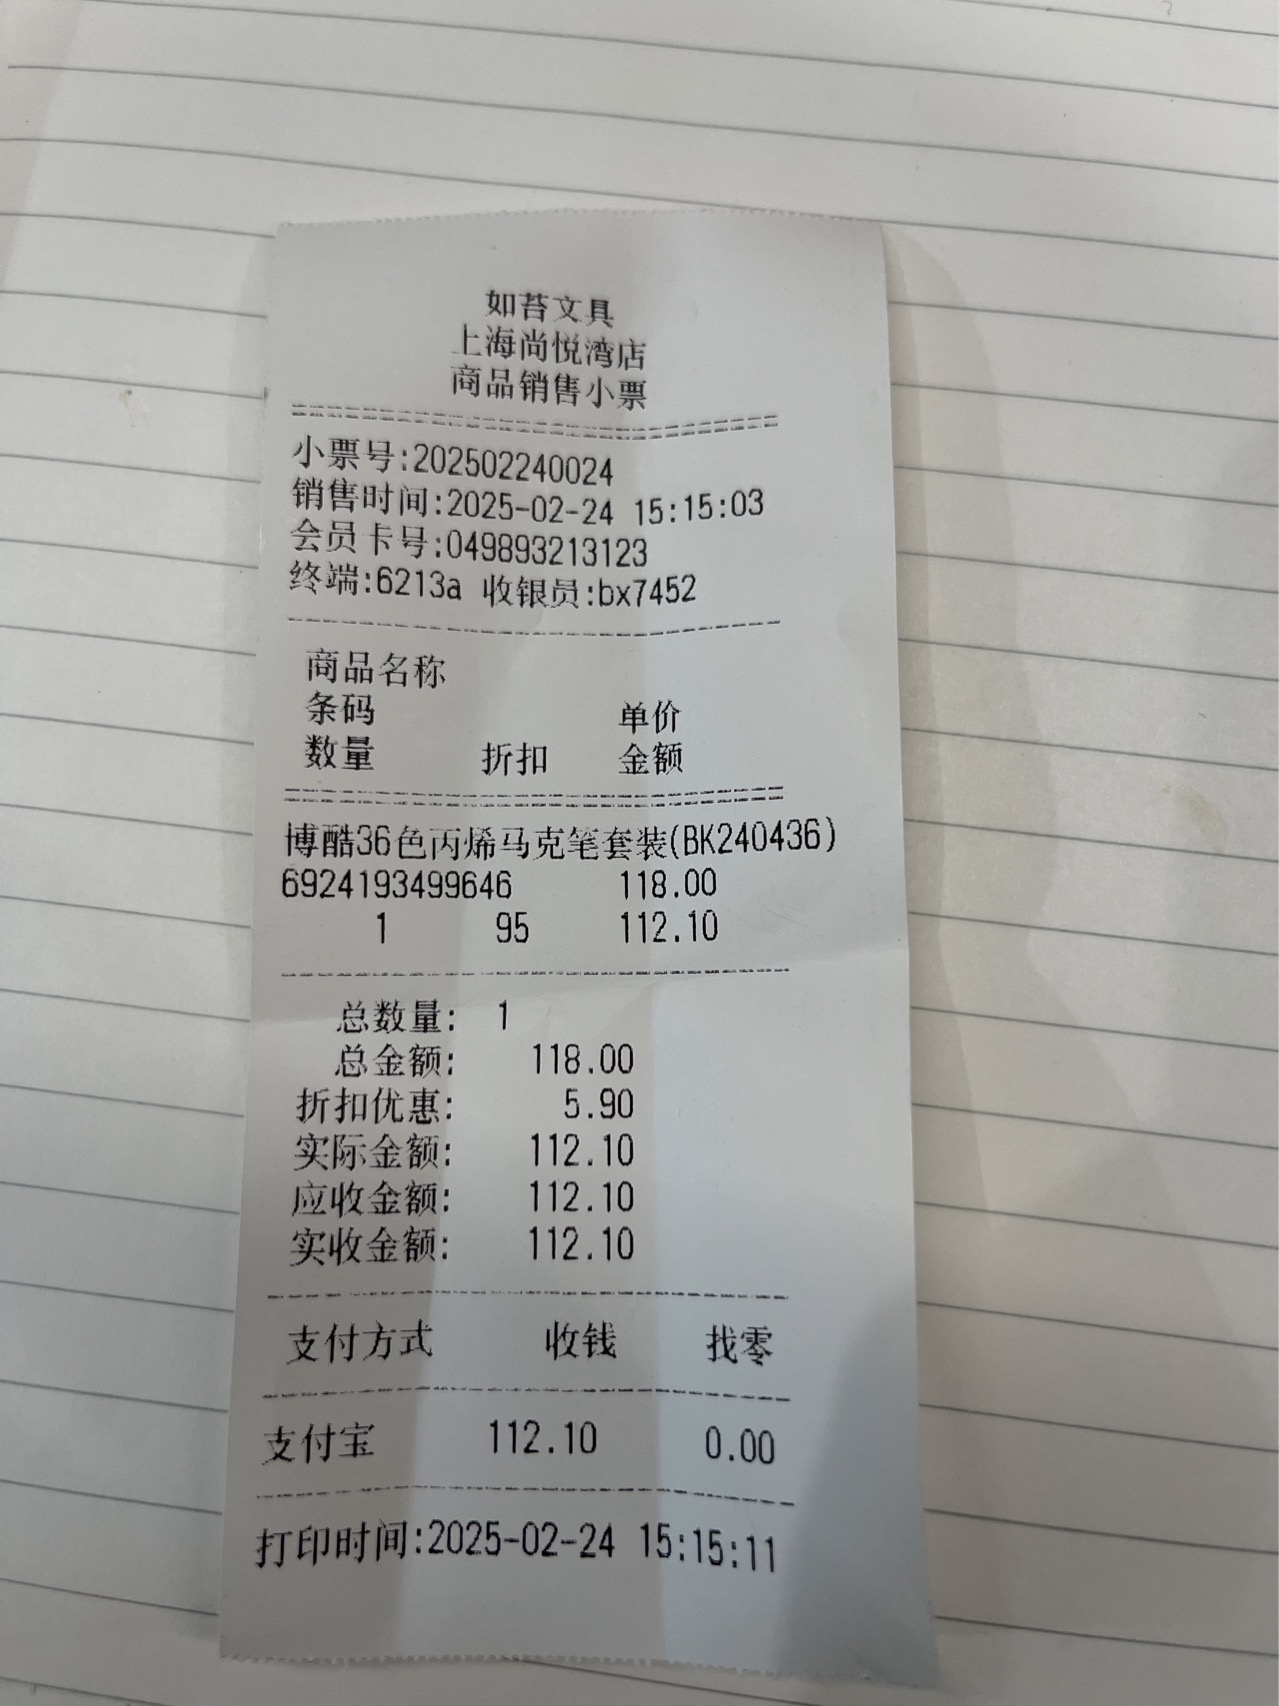 如苔文具
上海尚悦湾店
商品销售小票
小票号:202502240024
销售时间:2025-02-24 15:15:03
会员卡号:049893213123
终端:6213a 收银员:bx7452
商品名称
条码 单价
数量 折扣 金额
博酷36色丙烯马克笔套装(BK240436)
6924193499646 118.00
1 95 112.10
总数量: 1
总金额: 118.00
折扣优惠: 5.90
实际金额: 112.10
应收金额: 112.10
实收金额: 112.10
支付方式 收钱 找零
支付宝 112.10 0.00
打印时间:2025-02-24 15:15:11